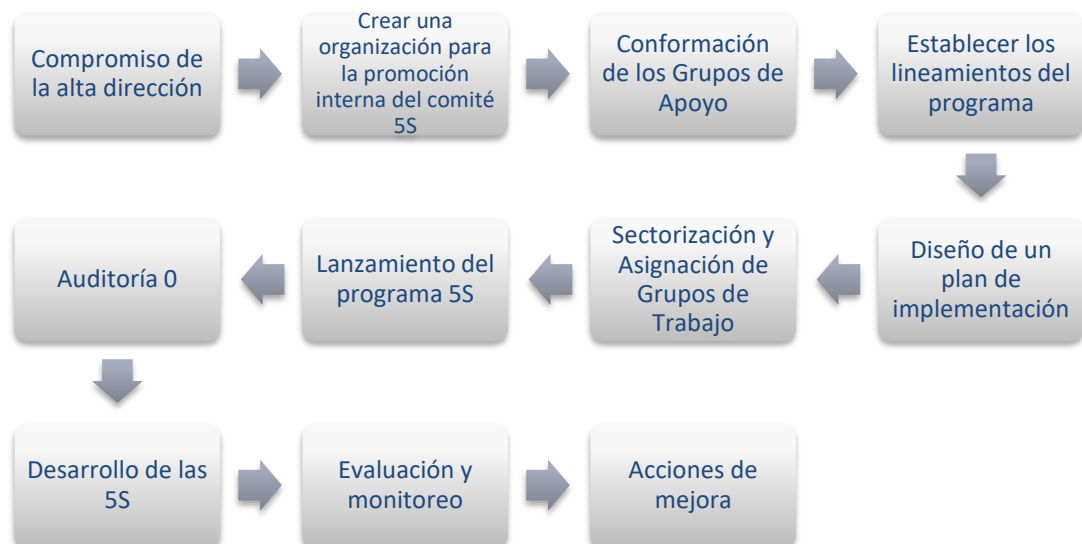 Compromiso de
la alta dirección
Crear una
organización para
la promoción
interna del comité
5S
Conformación
de los Grupos de
Apoyo
Establecer los
lineamientos del
programa
Diseño de un
plan de
implementación
Sectorización y
Asignación de
Grupos de
Trabajo
Lanzamiento del
programa 5S
Auditoría 0
Desarrollo de las
5S
Evaluación y
monitoreo
Acciones de
mejora